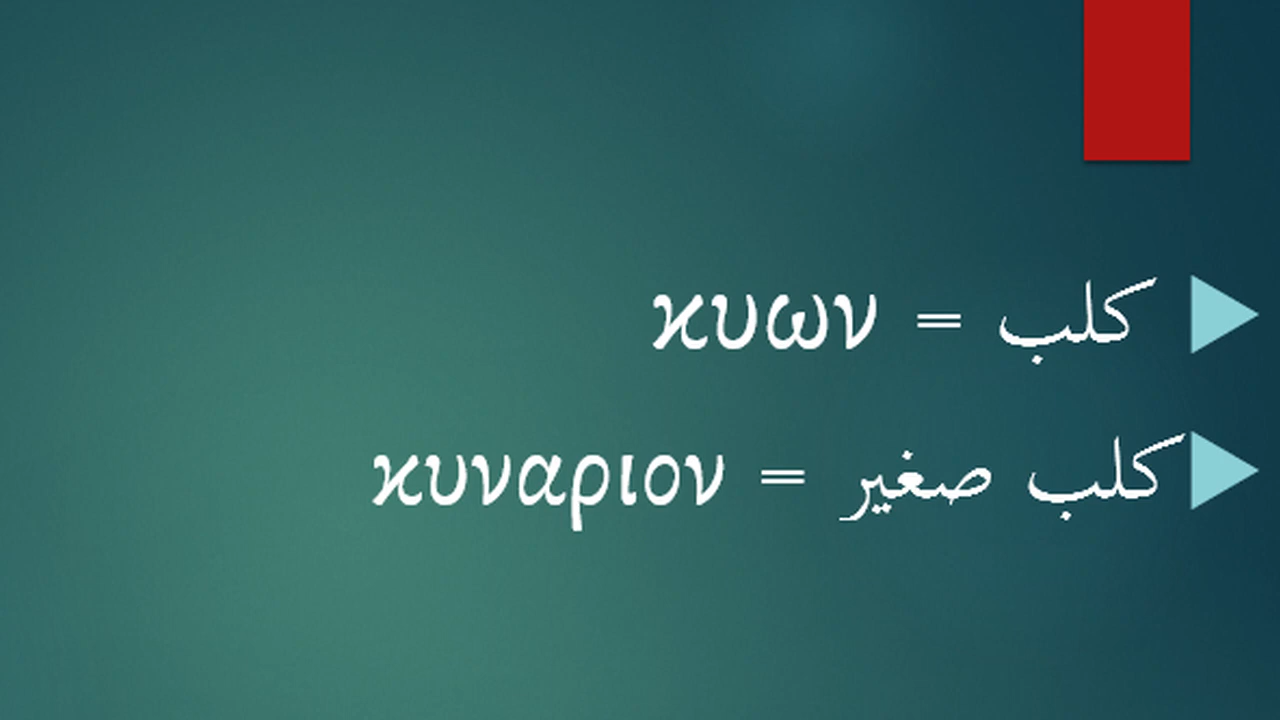 كلب = κυων
كلب صغير = κυναριον